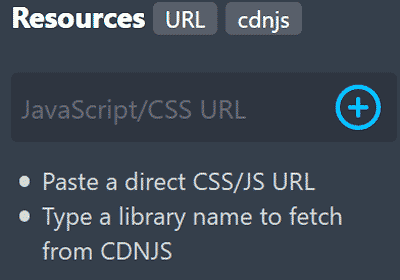 Resources URL cdnjs
JavaScript/CSS URL
Paste a direct CSS/JS URL
Type a library name to fetch
from CDNJS